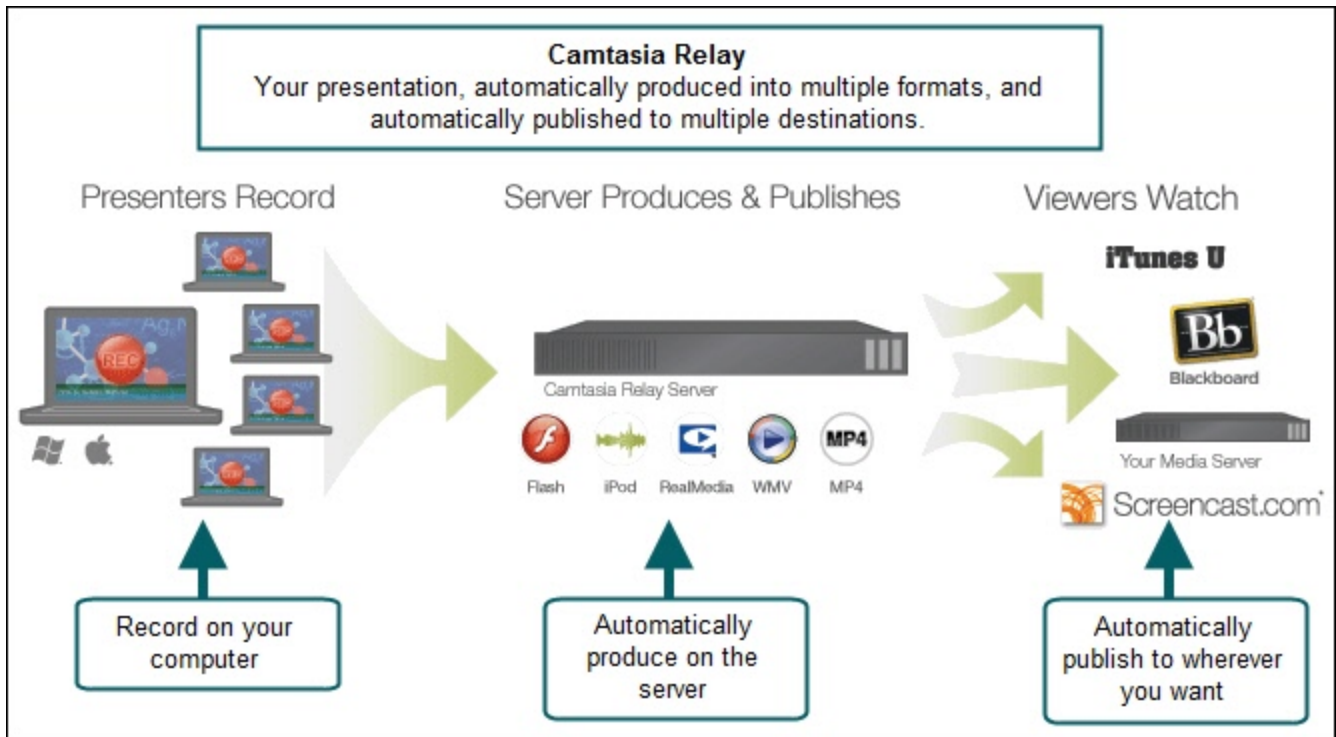 Camtasia Relay
Your presentation, automatically produced into multiple formats, and
automatically published to multiple destinations.
Presenters Record
Server Produces & Publishes
Viewers Watch
iTunes U
REC
Bb
Blackboard
Camtasia Relay Server
MP4
Your Media Server
Flash
iPod
RealMedia
WMV
MP4
Screencast.com*
Record on your
computer
Automatically
produce on the
server
Automatically
publish to wherever
you want